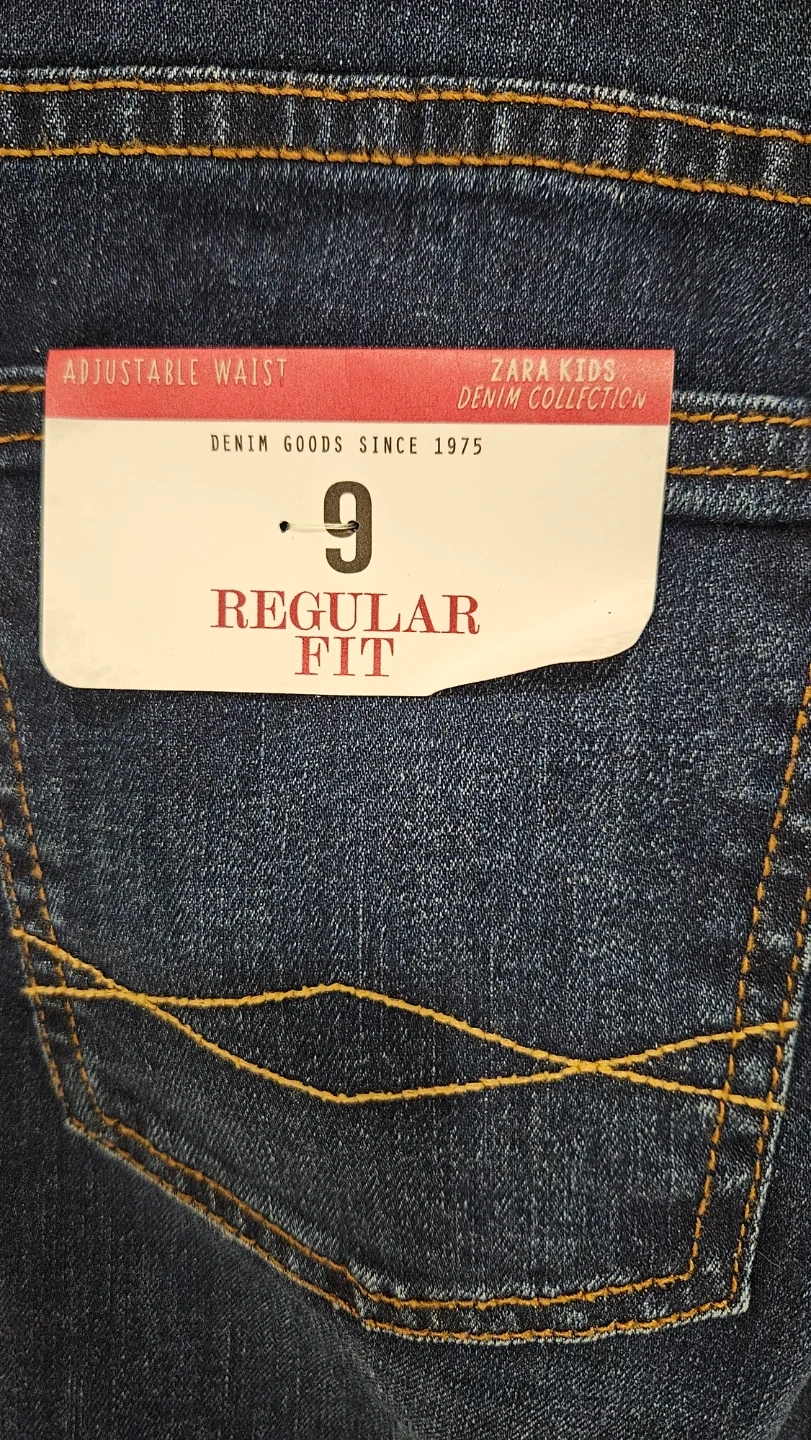 ADJUSTABLE WAIST
ZARA KIDS
DENIM COLLECTION
DENIM GOODS SINCE 1975
9
REGULAR
FIT